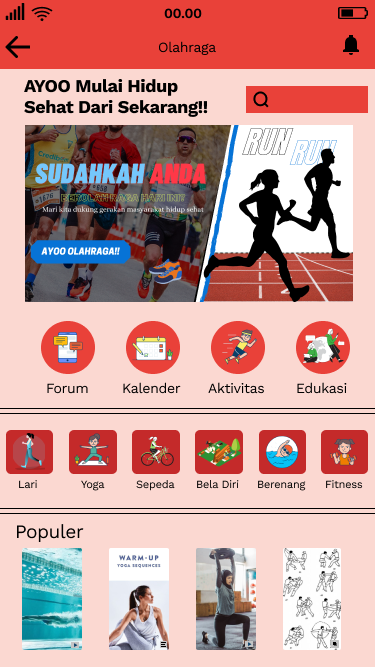 00.00
Olahraga
AYOO Mulai Hidup
Sehat Dari Sekarang!!
SUDAHKAH ANDA
BEROLAHRAGA HARI INI?
Mari kita dukung gerakan masyarakat hidup sehat
AYOO OLAHRAGA!!
RUN
RUN
Forum
Kalender
Aktivitas
Edukasi
Lari
Yoga
Sepeda
Bela Diri
Berenang
Fitness
Populer
WARM-UP
YOGA SEQUENCES